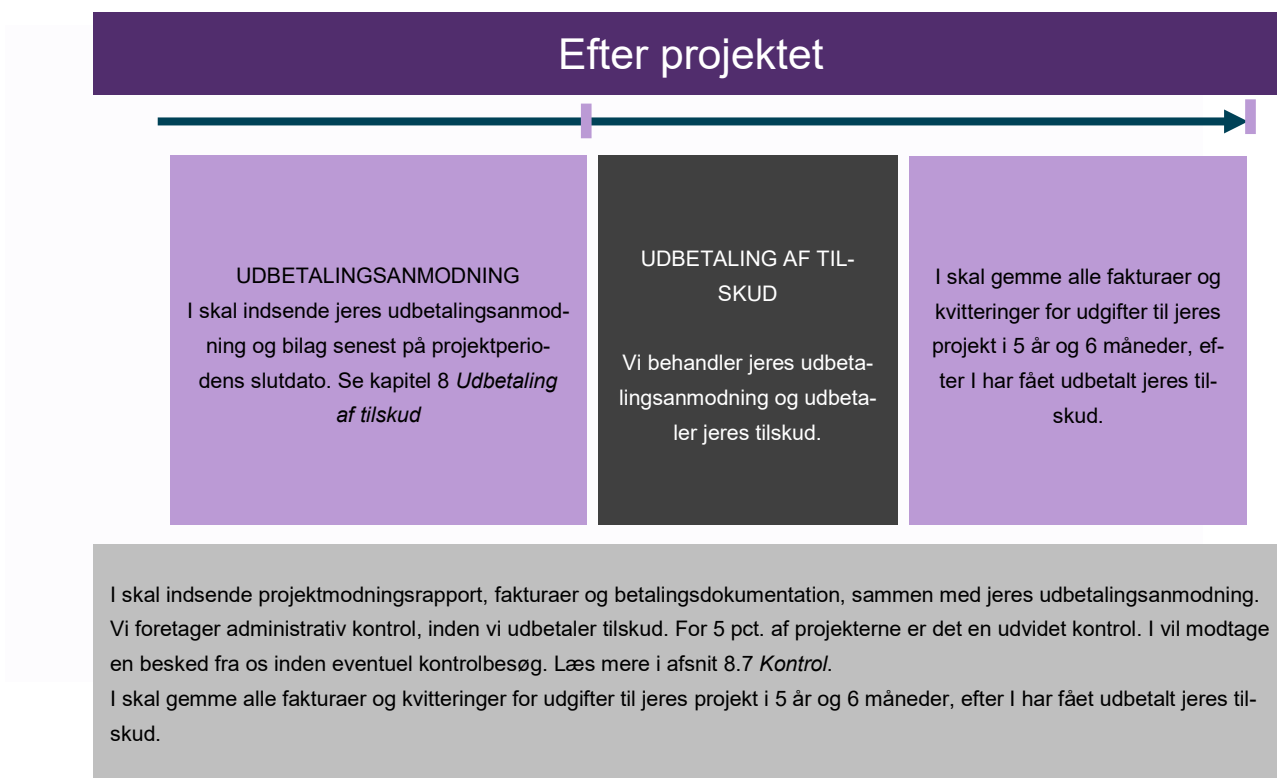 Efter projektet
UDBETALINGSANMODNING
I skal indsende jeres udbetalingsanmod-
ning og bilag senest på projektperio-
dens slutdato. Se kapitel 8 Udbetaling
af tilskud
UDBETALING AF TIL-
SKUD
Vi behandler jeres udbeta-
lingsanmodning og udbeta-
ler jeres tilskud.
I skal gemme alle fakturaer og
kvitteringer for udgifter til jeres
projekt i 5 år og 6 måneder, ef-
ter I har fået udbetalt jeres til-
skud.
I skal indsende projektmodningsrapport, fakturaer og betalingsdokumentation, sammen med jeres udbetalingsanmodning.
Vi foretager administrativ kontrol, inden vi udbetaler tilskud. For 5 pct. af projekterne er det en udvidet kontrol. I vil modtage
en besked fra os inden eventuel kontrolbesøg. Læs mere i afsnit 8.7 Kontrol.
I skal gemme alle fakturaer og kvitteringer for udgifter til jeres projekt i 5 år og 6 måneder, efter I har fået udbetalt jeres til-
skud.